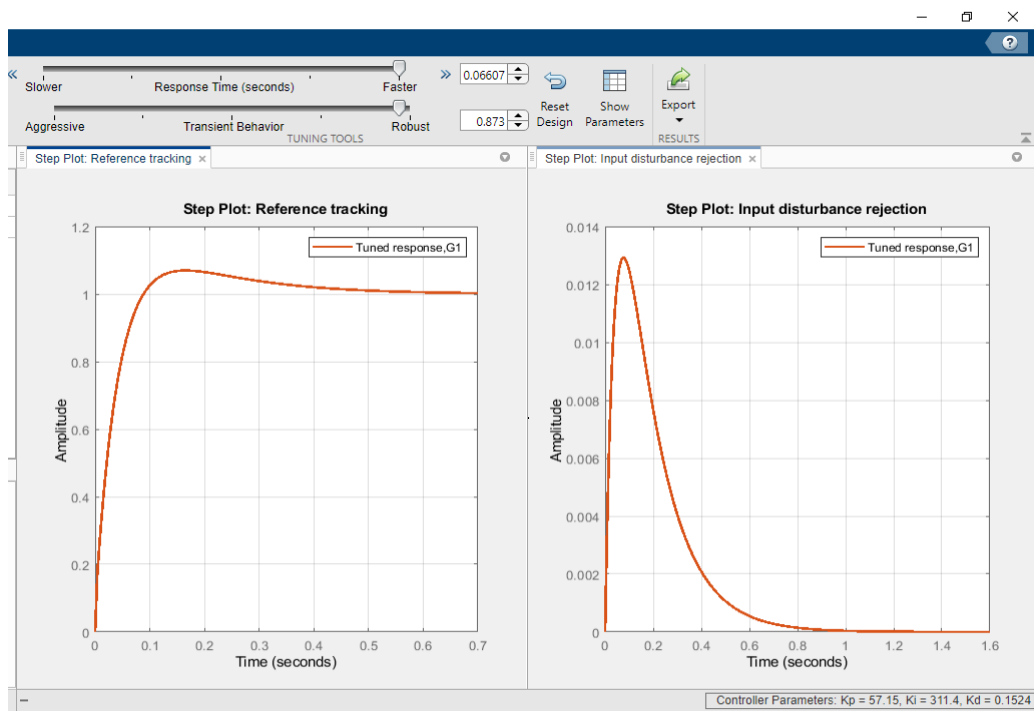 ?
«
»
0.06607
Slower
Response Time (seconds)
Faster
Reset
Design
Show
Parameters
Export
0.873
Aggressive
Transient Behavior
Robust
TUNING TOOLS
RESULTS
Step Plot: Reference tracking ×
Step Plot: Input disturbance rejection ×
Step Plot: Reference tracking
Tuned response,G1
1.2
1
0.8
0.6
0.4
0.2
0
Amplitude
0 0.1 0.2 0.3 0.4 0.5 0.6 0.7
Time (seconds)
Step Plot: Input disturbance rejection
Tuned response,G1
0.014
0.012
0.01
0.008
0.006
0.004
0.002
0
Amplitude
0 0.2 0.4 0.6 0.8 1 1.2 1.4 1.6
Time (seconds)
Controller Parameters: Kp = 57.15, Ki = 311.4, Kd = 0.1524